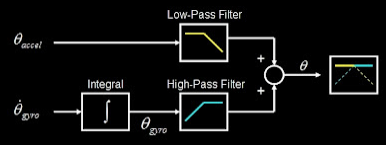 Low-Pass Filter
θaccel
+
θ
Integral
High-Pass Filter
+
θ̇gyro
∫
θgyro